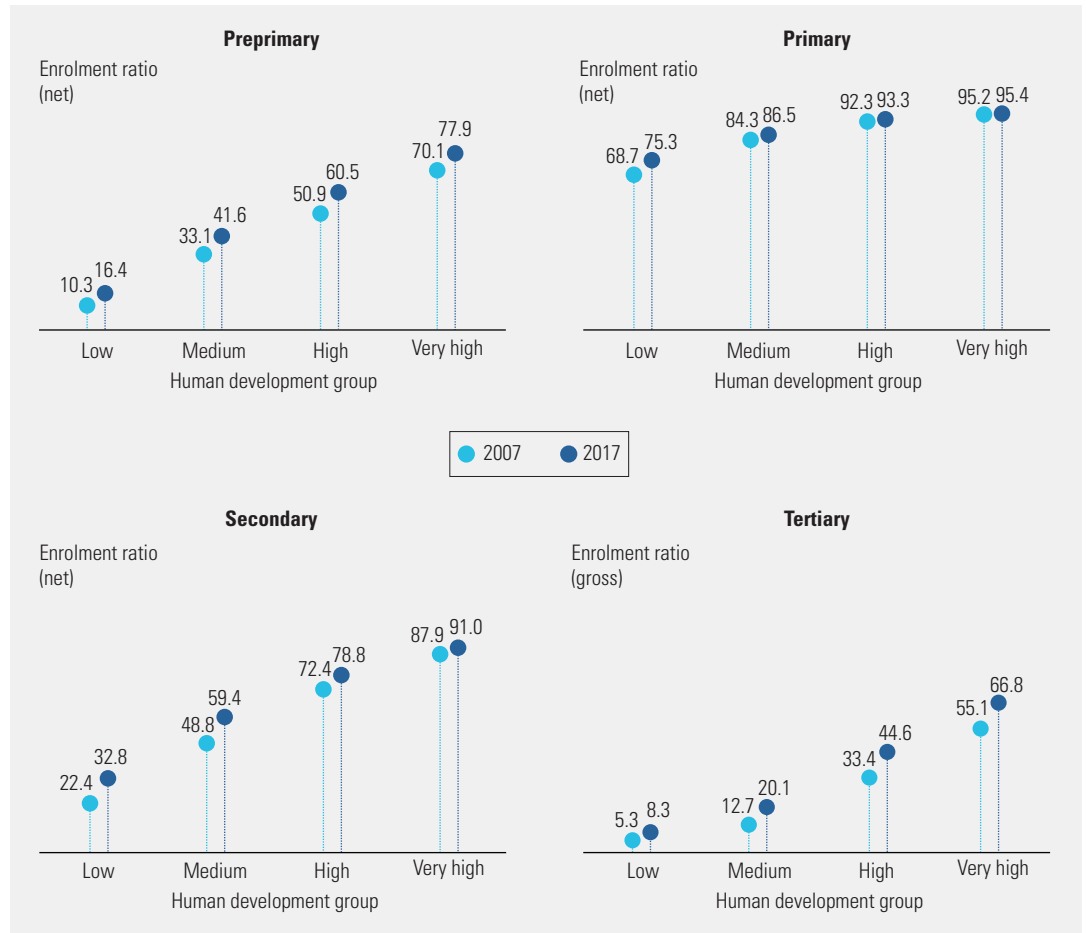 Preprimary
Enrolment ratio
(net)
10.3
16.4
33.1
41.6
50.9
60.5
70.1
77.9
Low
Medium
High
Very high
Human development group
Primary
Enrolment ratio
(net)
68.7
75.3
84.3
86.5
92.3
93.3
95.2
95.4
Low
Medium
High
Very high
Human development group
2007
2017
Secondary
Enrolment ratio
(net)
22.4
32.8
48.8
59.4
72.4
78.8
87.9
91.0
Low
Medium
High
Very high
Human development group
Tertiary
Enrolment ratio
(gross)
5.3
8.3
12.7
20.1
33.4
44.6
55.1
66.8
Low
Medium
High
Very high
Human development group